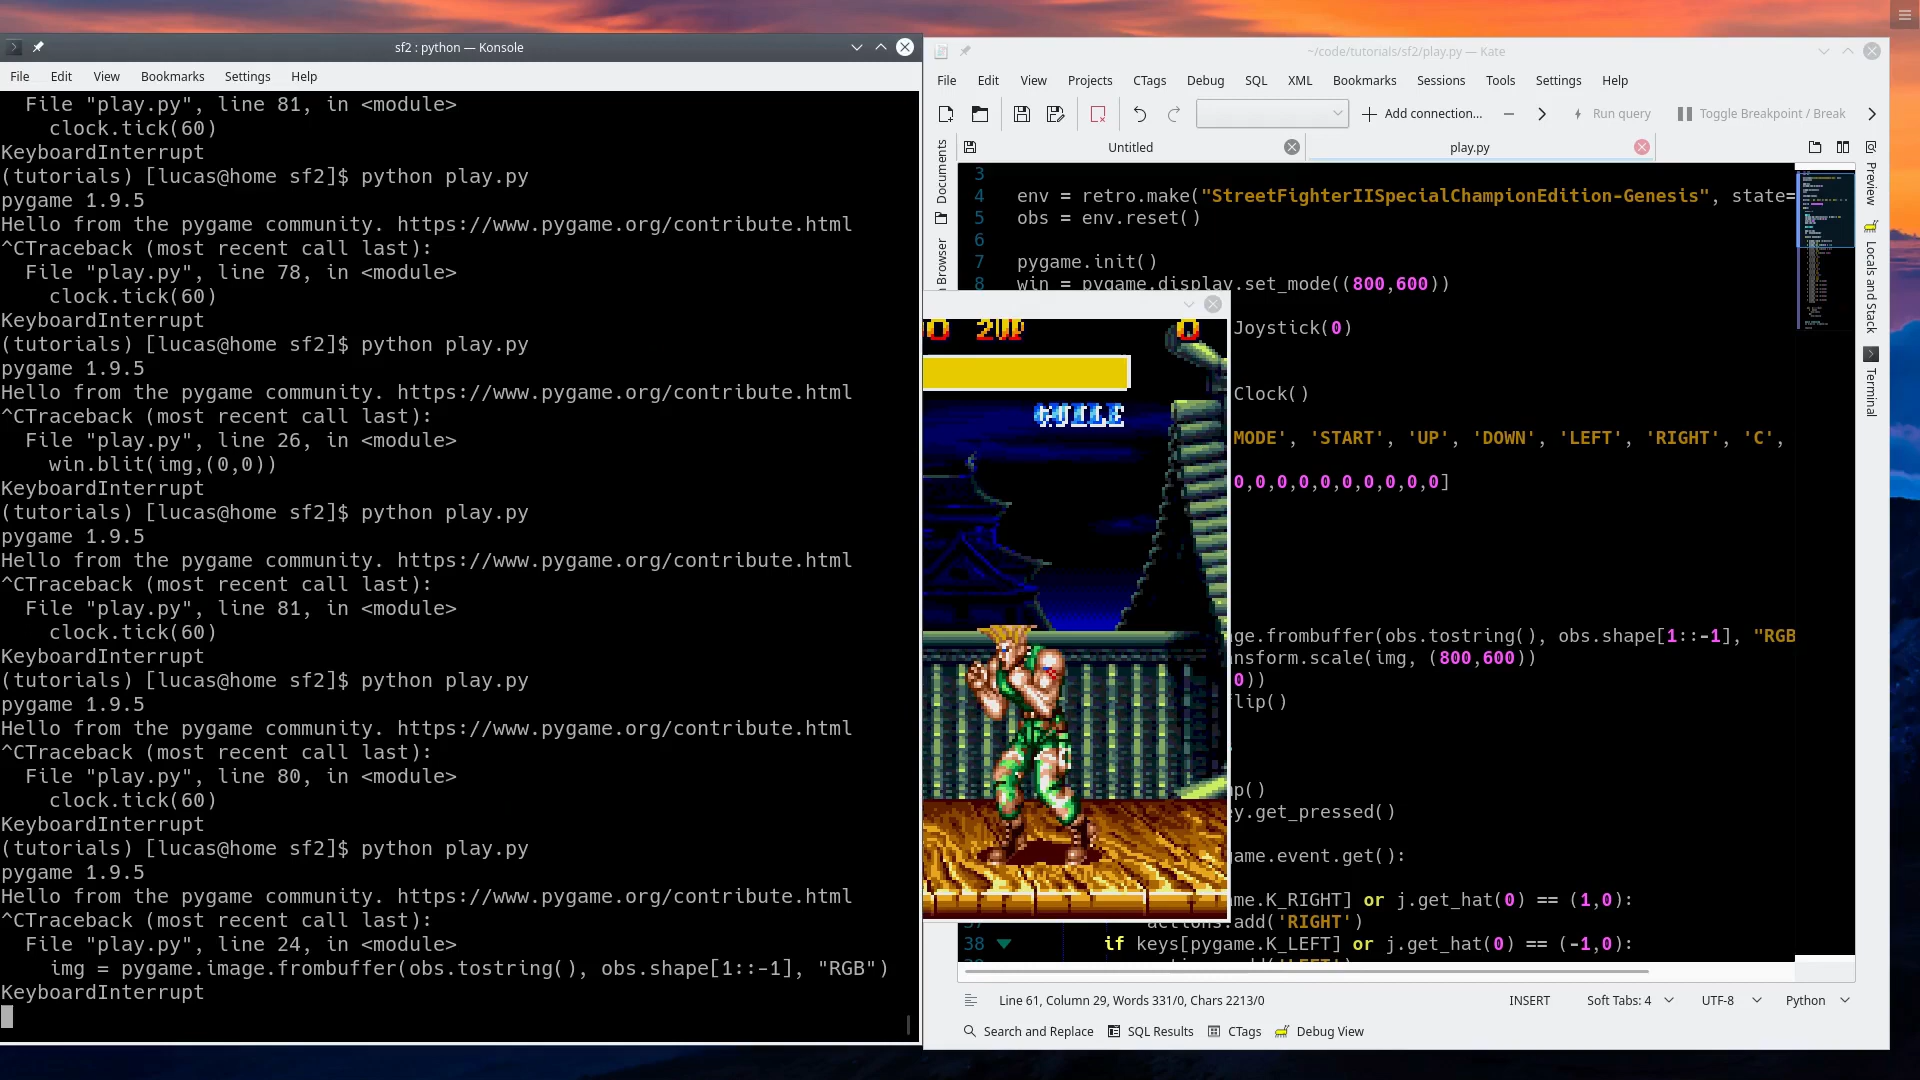 sf2 : python — Konsole
File Edit View Bookmarks Settings Help
File "play.py", line 81, in <module>
clock.tick(60)
KeyboardInterrupt
(tutorials) [lucas@home sf2]$ python play.py
pygame 1.9.5
Hello from the pygame community. https://www.pygame.org/contribute.html
^CTraceback (most recent call last):
File "play.py", line 78, in <module>
clock.tick(60)
KeyboardInterrupt
(tutorials) [lucas@home sf2]$ python play.py
pygame 1.9.5
Hello from the pygame community. https://www.pygame.org/contribute.html
^CTraceback (most recent call last):
File "play.py", line 26, in <module>
win.blit(img,(0,0))
KeyboardInterrupt
(tutorials) [lucas@home sf2]$ python play.py
pygame 1.9.5
Hello from the pygame community. https://www.pygame.org/contribute.html
^CTraceback (most recent call last):
File "play.py", line 81, in <module>
clock.tick(60)
KeyboardInterrupt
(tutorials) [lucas@home sf2]$ python play.py
pygame 1.9.5
Hello from the pygame community. https://www.pygame.org/contribute.html
^CTraceback (most recent call last):
File "play.py", line 80, in <module>
clock.tick(60)
KeyboardInterrupt
(tutorials) [lucas@home sf2]$ python play.py
pygame 1.9.5
Hello from the pygame community. https://www.pygame.org/contribute.html
^CTraceback (most recent call last):
File "play.py", line 24, in <module>
img = pygame.image.frombuffer(obs.tostring(), obs.shape[1::-1], "RGB")
KeyboardInterrupt
~/code/tutorials/sf2/play.py — Kate
File Edit View Projects CTags Debug SQL XML Bookmarks Sessions Tools Settings Help
Add connection... Run query Toggle Breakpoint / Break
Untitled play.py
Documents
Browser
3
4 env = retro.make("StreetFighterIISpecialChampionEdition-Genesis", state=
5 obs = env.reset()
6
7 pygame.init()
8 win = pygame.display.set_mode((800,600))
Joystick(0)
Clock()
MODE', 'START', 'UP', 'DOWN', 'LEFT', 'RIGHT', 'C',
0,0,0,0,0,0,0,0,0,0]
ge.frombuffer(obs.tostring(), obs.shape[1::-1], "RGB
nsform.scale(img, (800,600))
0))
lip()
mp()
y.get_pressed()
ame.event.get():
me.K_RIGHT] or j.get_hat(0) == (1,0):
actions.add('RIGHT')
38 if keys[pygame.K_LEFT] or j.get_hat(0) == (-1,0):
0 2UP 0
GUILE
Preview
Locals and Stack
Terminal
Line 61, Column 29, Words 331/0, Chars 2213/0 INSERT Soft Tabs: 4 UTF-8 Python
Search and Replace SQL Results CTags Debug View